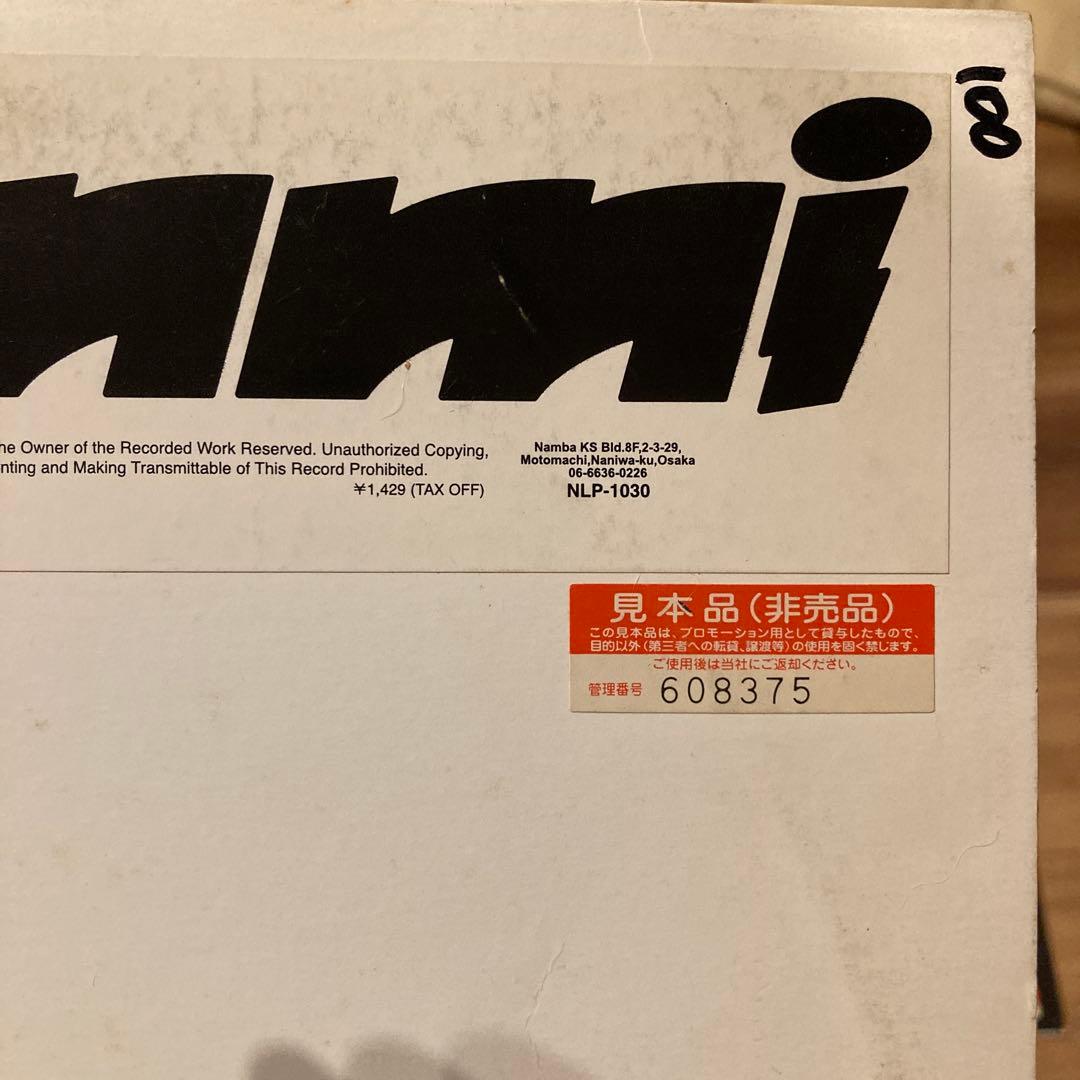 mmi
he Owner of the Recorded Work Reserved. Unauthorized Copying,
nting and Making Transmittable of This Record Prohibited.
¥1,429 (TAX OFF)
Namba KS Bld.8F,2-3-29,
Motomachi,Naniwa-ku,Osaka
06-6636-0226
NLP-1030
見本品(非売品)
この見本品は、プロモーション用として貸与したもので、
目的以外(第三者への転貸、譲渡等)の使用を固く禁じます。
ご使用後は当社にご返却ください。
管理番号 608375